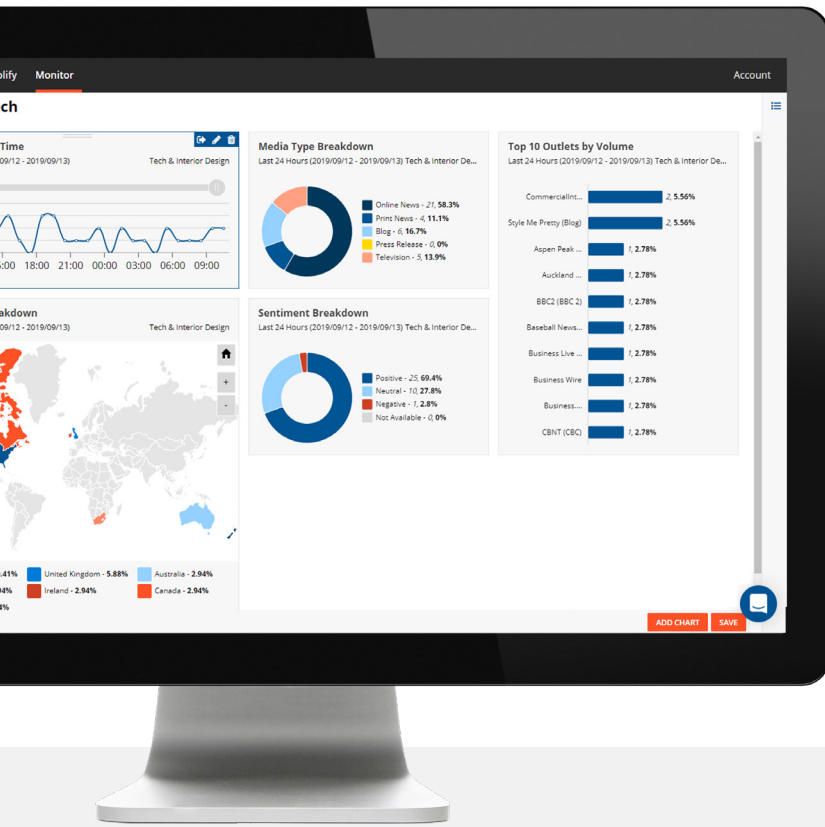 Monitor
Account
Time
09/12 - 2019/09/13) Tech & Interior Design
18:00 21:00 00:00 03:00 06:00 09:00
Media Type Breakdown
Last 24 Hours (2019/09/12 - 2019/09/13) Tech & Interior De...
Online News - 21, 58.3%
Print News - 4, 11.1%
Blog - 6, 16.7%
Press Release - 0, 0%
Television - 5, 13.9%
Top 10 Outlets by Volume
Last 24 Hours (2019/09/12 - 2019/09/13) Tech & Interior De...
CommercialInt... 2, 5.56%
Style Me Pretty (Blog) 2, 5.56%
Aspen Peak ... 1, 2.78%
Auckland ... 1, 2.78%
BBC2 (BBC 2) 1, 2.78%
Baseball News... 1, 2.78%
Business Live ... 1, 2.78%
Business Wire 1, 2.78%
Business.... 1, 2.78%
CBNT (CBC) 1, 2.78%
akdown
09/12 - 2019/09/13) Tech & Interior Design
+
-
.41% United Kingdom - 5.88% Australia - 2.94%
94% Ireland - 2.94% Canada - 2.94%
4%
Sentiment Breakdown
Last 24 Hours (2019/09/12 - 2019/09/13) Tech & Interior De...
Positive - 25, 69.4%
Neutral - 10, 27.8%
Negative - 1, 2.8%
Not Available - 0, 0%
ADD CHART SAVE